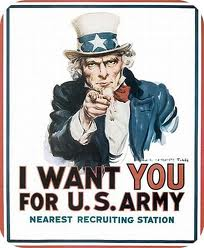 I WANT YOU
FOR U.S. ARMY
NEAREST RECRUITING STATION